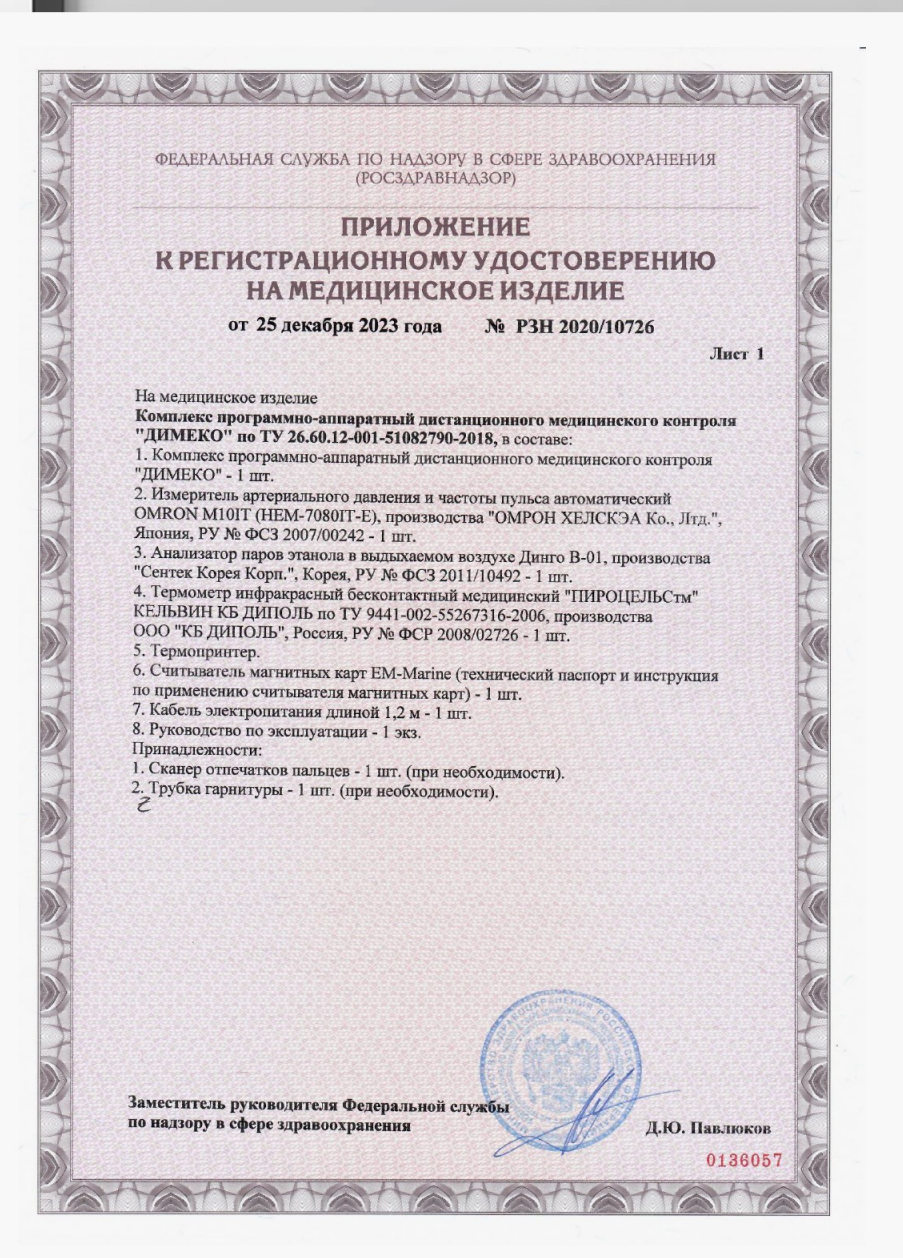 ФЕДЕРАЛЬНАЯ СЛУЖБА ПО НАДЗОРУ В СФЕРЕ ЗДРАВООХРАНЕНИЯ
(РОСЗДРАВНАДЗОР)
ПРИЛОЖЕНИЕ
К РЕГИСТРАЦИОННОМУ УДОСТОВЕРЕНИЮ
НА МЕДИЦИНСКОЕ ИЗДЕЛИЕ
от 25 декабря 2023 года № РЗН 2020/10726
Лист 1
На медицинское изделие
Комплекс программно-аппаратный дистанционного медицинского контроля
"ДИМЕКО" по ТУ 26.60.12-001-51082790-2018, в составе:
1. Комплекс программно-аппаратный дистанционного медицинского контроля
"ДИМЕКО" - 1 шт.
2. Измеритель артериального давления и частоты пульса автоматический
OMRON M10IT (HEM-7080IT-E), производства "ОМРОН ХЕЛСКЭА Ко., Лтд.",
Япония, РУ № ФСЗ 2007/00242 - 1 шт.
3. Анализатор паров этанола в выдыхаемом воздухе Динго В-01, производства
"Сентек Корея Корп.", Корея, РУ № ФСЗ 2011/10492 - 1 шт.
4. Термометр инфракрасный бесконтактный медицинский "ПИРОЦЕЛЬСтм"
КЕЛЬВИН КБ ДИПОЛЬ по ТУ 9441-002-55267316-2006, производства
ООО "КБ ДИПОЛЬ", Россия, РУ № ФСР 2008/02726 - 1 шт.
5. Термопринтер.
6. Считыватель магнитных карт EM-Marine (технический паспорт и инструкция
по применению считывателя магнитных карт) - 1 шт.
7. Кабель электропитания длиной 1,2 м - 1 шт.
8. Руководство по эксплуатации - 1 экз.
Принадлежности:
1. Сканер отпечатков пальцев - 1 шт. (при необходимости).
2. Трубка гарнитуры - 1 шт. (при необходимости).
Заместитель руководителя Федеральной службы
по надзору в сфере здравоохранения
Д.Ю. Павлюков
0136057